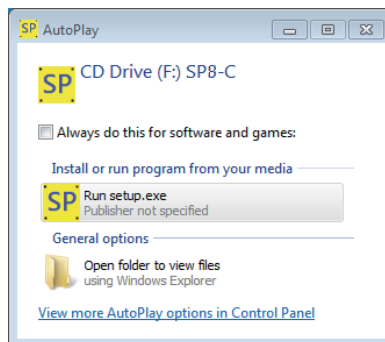 SP AutoPlay
SP CD Drive (F:) SP8-C
Always do this for software and games:
Install or run program from your media
SP Run setup.exe
Publisher not specified
General options
Open folder to view files
using Windows Explorer
View more AutoPlay options in Control Panel